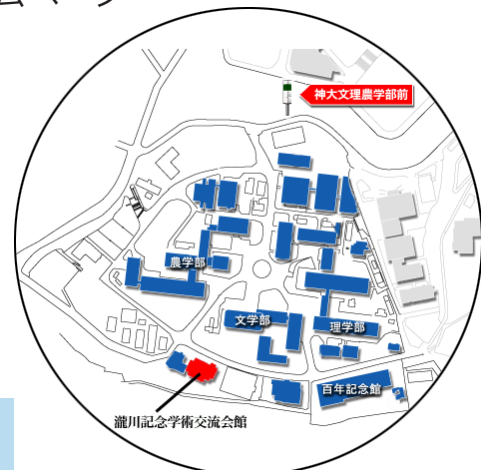 神大文理農学部前
農学部
文学部
理学部
百年記念館
瀧川記念学術交流会館